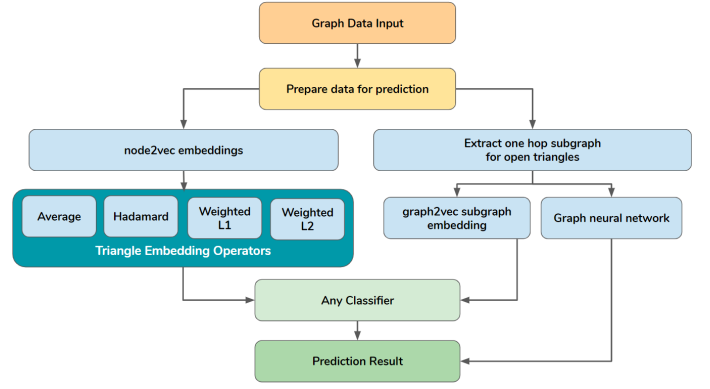 Graph Data Input
Prepare data for prediction
node2vec embeddings
Extract one hop subgraph
for open triangles
Average
Hadamard
Weighted
L1
Weighted
L2
Triangle Embedding Operators
graph2vec subgraph
embedding
Graph neural network
Any Classifier
Prediction Result